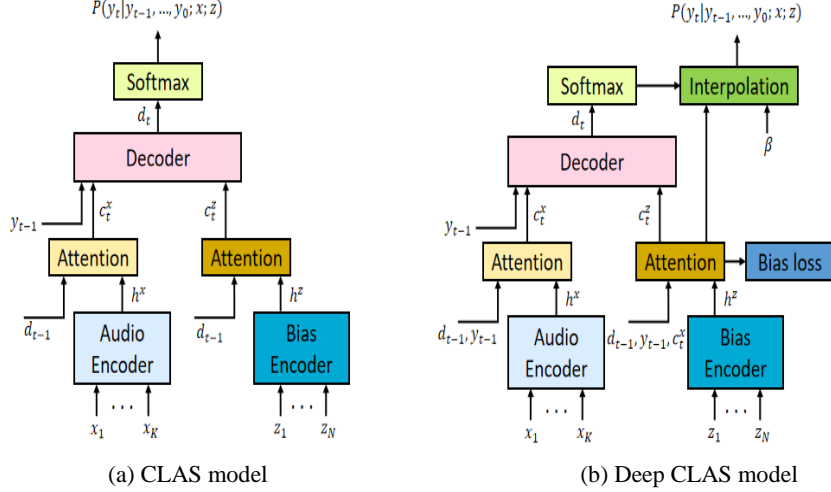 P(y_t|y_{t-1}, ..., y_0; x; z)
Softmax
d_t
Decoder
y_{t-1}
c_t^x
c_t^z
Attention
Attention
h^x
h^z
d_{t-1}
d_{t-1}
Audio
Encoder
Bias
Encoder
x_1 ... x_K
z_1 ... z_N
(a) CLAS model
P(y_t|y_{t-1}, ..., y_0; x; z)
Softmax
Interpolation
d_t
β
Decoder
y_{t-1}
c_t^x
c_t^z
Attention
Attention
Bias loss
h^x
h^z
d_{t-1}, y_{t-1}
d_{t-1}, y_{t-1}, c_t^x
Audio
Encoder
Bias
Encoder
x_1 ... x_K
z_1 ... z_N
(b) Deep CLAS model